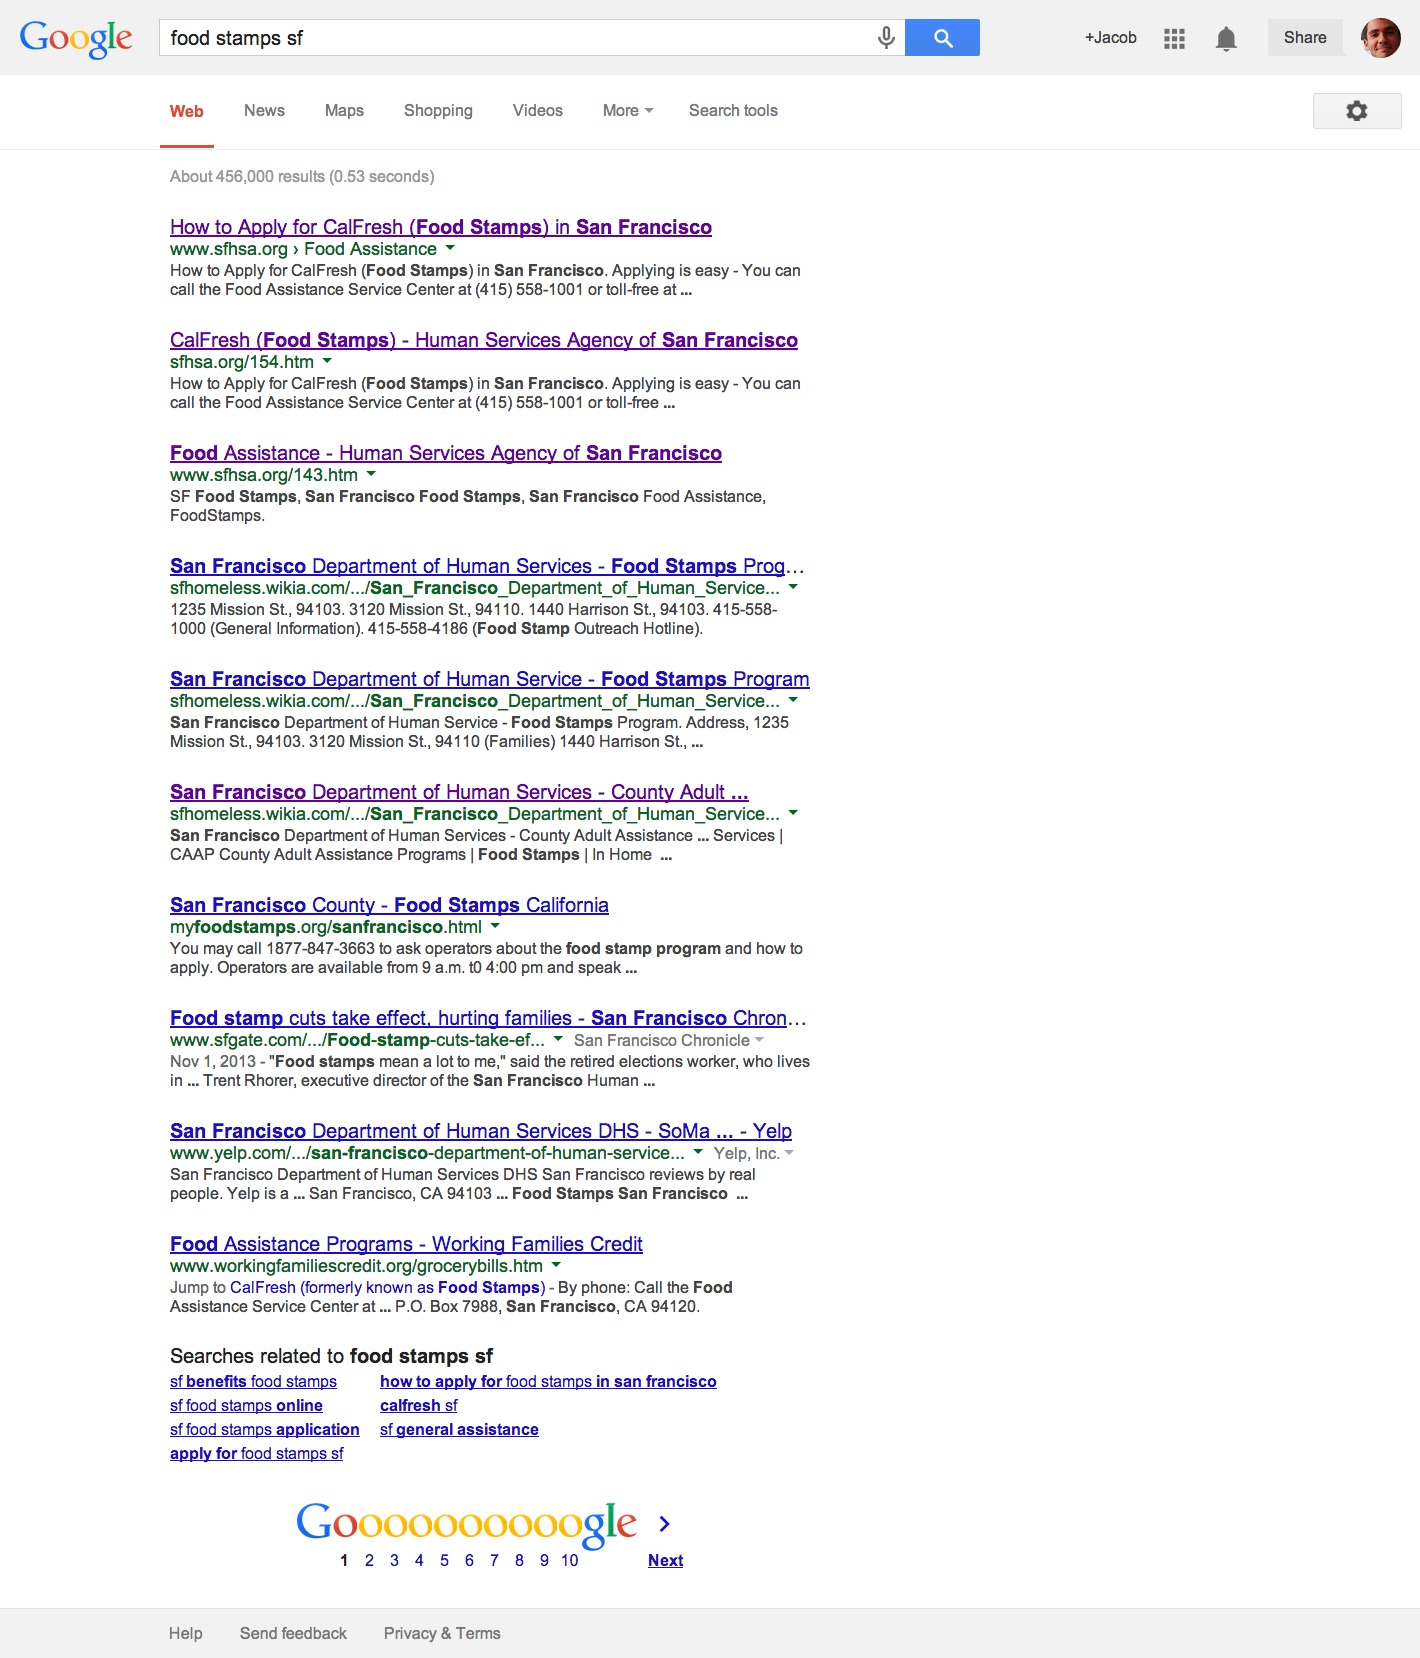 Google
food stamps sf
+Jacob
Share
Web News Maps Shopping Videos More Search tools
About 456,000 results (0.53 seconds)
How to Apply for CalFresh (Food Stamps) in San Francisco
www.sfhsa.org › Food Assistance
How to Apply for CalFresh (Food Stamps) in San Francisco. Applying is easy - You can
call the Food Assistance Service Center at (415) 558-1001 or toll-free at ...
CalFresh (Food Stamps) - Human Services Agency of San Francisco
sfhsa.org/154.htm
How to Apply for CalFresh (Food Stamps) in San Francisco. Applying is easy - You can
call the Food Assistance Service Center at (415) 558-1001 or toll-free ...
Food Assistance - Human Services Agency of San Francisco
www.sfhsa.org/143.htm
SF Food Stamps, San Francisco Food Stamps, San Francisco Food Assistance,
FoodStamps.
San Francisco Department of Human Services - Food Stamps Prog...
sfhomeless.wikia.com/.../San_Francisco_Department_of_Human_Service...
1235 Mission St., 94103. 3120 Mission St., 94110. 1440 Harrison St., 94103. 415-558-
1000 (General Information). 415-558-4186 (Food Stamp Outreach Hotline).
San Francisco Department of Human Service - Food Stamps Program
sfhomeless.wikia.com/.../San_Francisco_Department_of_Human_Service...
San Francisco Department of Human Service - Food Stamps Program. Address, 1235
Mission St., 94103. 3120 Mission St., 94110 (Families) 1440 Harrison St., ...
San Francisco Department of Human Services - County Adult ...
sfhomeless.wikia.com/.../San_Francisco_Department_of_Human_Service...
San Francisco Department of Human Services - County Adult Assistance ... Services |
CAAP County Adult Assistance Programs | Food Stamps | In Home ...
San Francisco County - Food Stamps California
myfoodstamps.org/sanfrancisco.html
You may call 1877-847-3663 to ask operators about the food stamp program and how to
apply. Operators are available from 9 a.m. t0 4:00 pm and speak ...
Food stamp cuts take effect, hurting families - San Francisco Chron...
www.sfgate.com/.../Food-stamp-cuts-take-ef... San Francisco Chronicle
Nov 1, 2013 - "Food stamps mean a lot to me," said the retired elections worker, who lives
in ... Trent Rhorer, executive director of the San Francisco Human ...
San Francisco Department of Human Services DHS - SoMa ... - Yelp
www.yelp.com/.../san-francisco-department-of-human-service... Yelp, Inc.
San Francisco Department of Human Services DHS San Francisco reviews by real
people. Yelp is a ... San Francisco, CA 94103 ... Food Stamps San Francisco ...
Food Assistance Programs - Working Families Credit
www.workingfamiliescredit.org/grocerybills.htm
Jump to CalFresh (formerly known as Food Stamps) - By phone: Call the Food
Assistance Service Center at ... P.O. Box 7988, San Francisco, CA 94120.
Searches related to food stamps sf
sf benefits food stamps how to apply for food stamps in san francisco
sf food stamps online calfresh sf
sf food stamps application sf general assistance
apply for food stamps sf
Goooooooooogle
1 2 3 4 5 6 7 8 9 10 Next
Help Send feedback Privacy & Terms